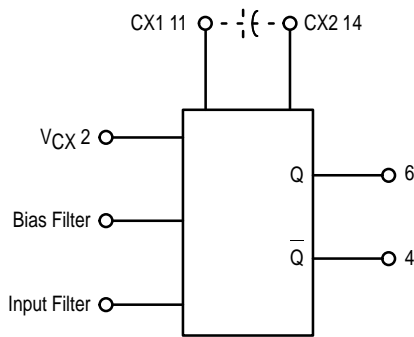 CX1 11
CX2 14
VCX 2
Q 6
Bias Filter
Q̅ 4
Input Filter